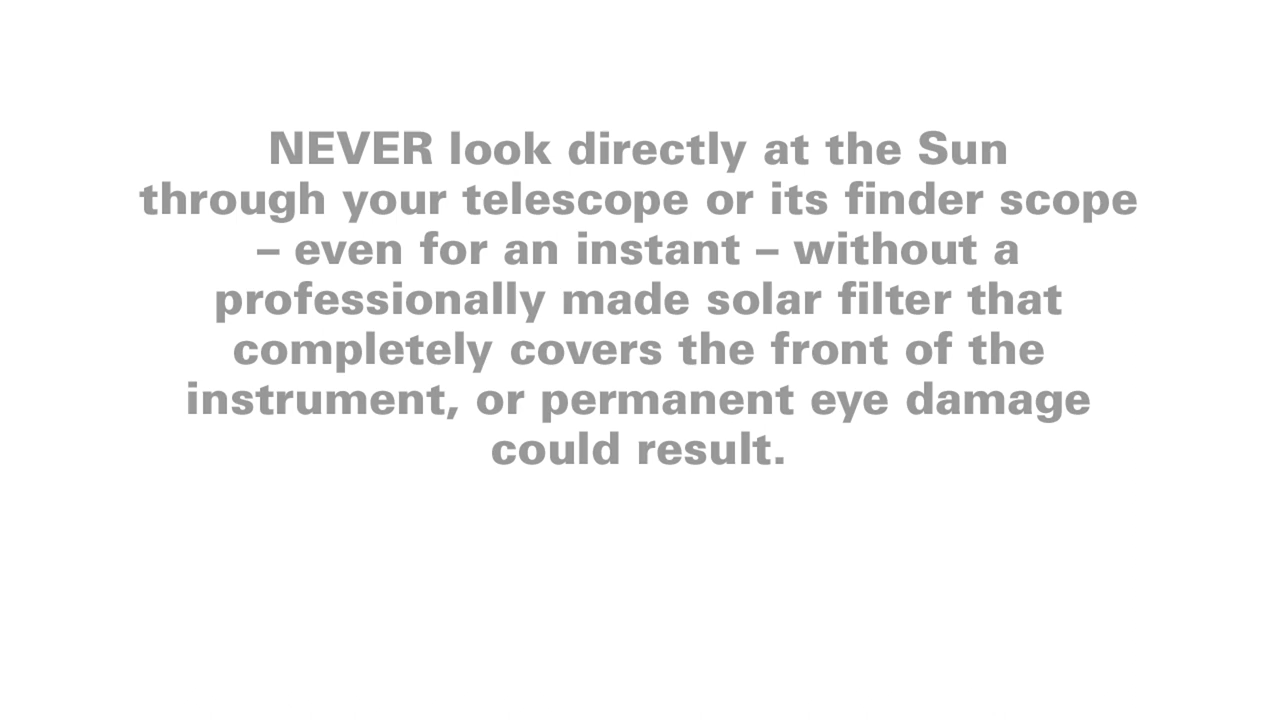 NEVER look directly at the Sun
through your telescope or its finder scope
– even for an instant – without a
professionally made solar filter that
completely covers the front of the
instrument, or permanent eye damage
could result.